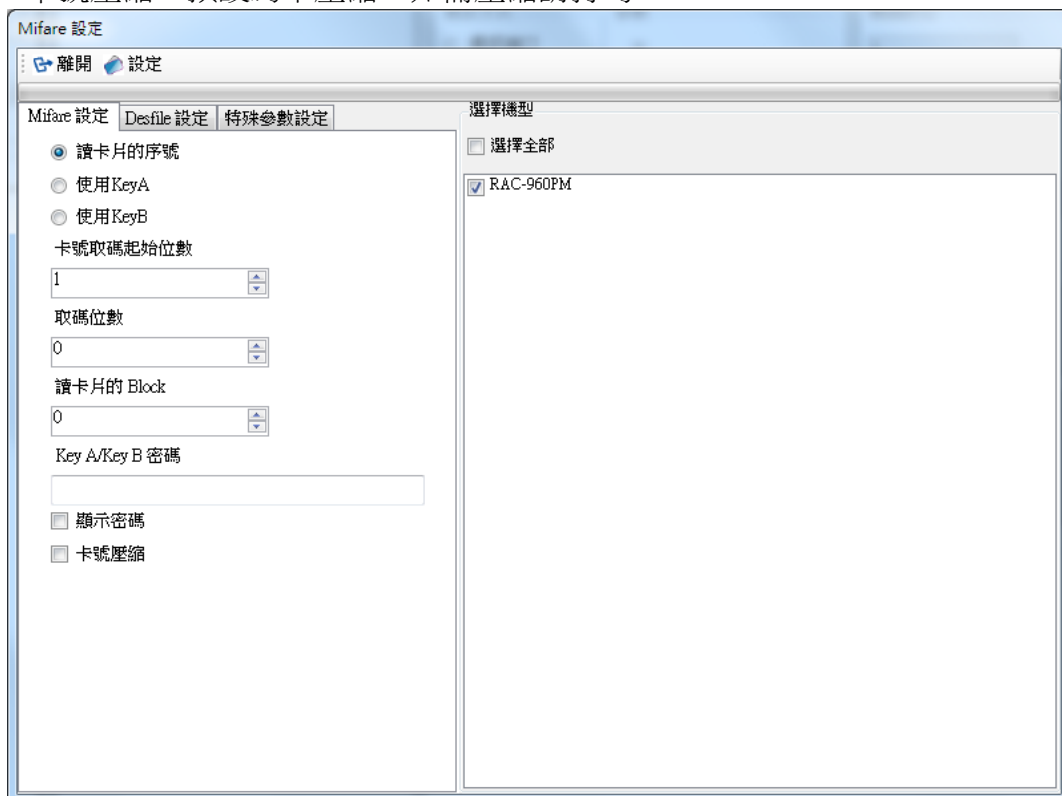 Mifare 設定
離開 設定
Mifare 設定 Desfile 設定 特殊參數設定
讀卡片的序號
使用KeyA
使用KeyB
卡號取碼起始位數
1
取碼位數
0
讀卡片的 Block
0
Key A/Key B 密碼
顯示密碼
卡號壓縮
選擇機型
選擇全部
RAC-960PM